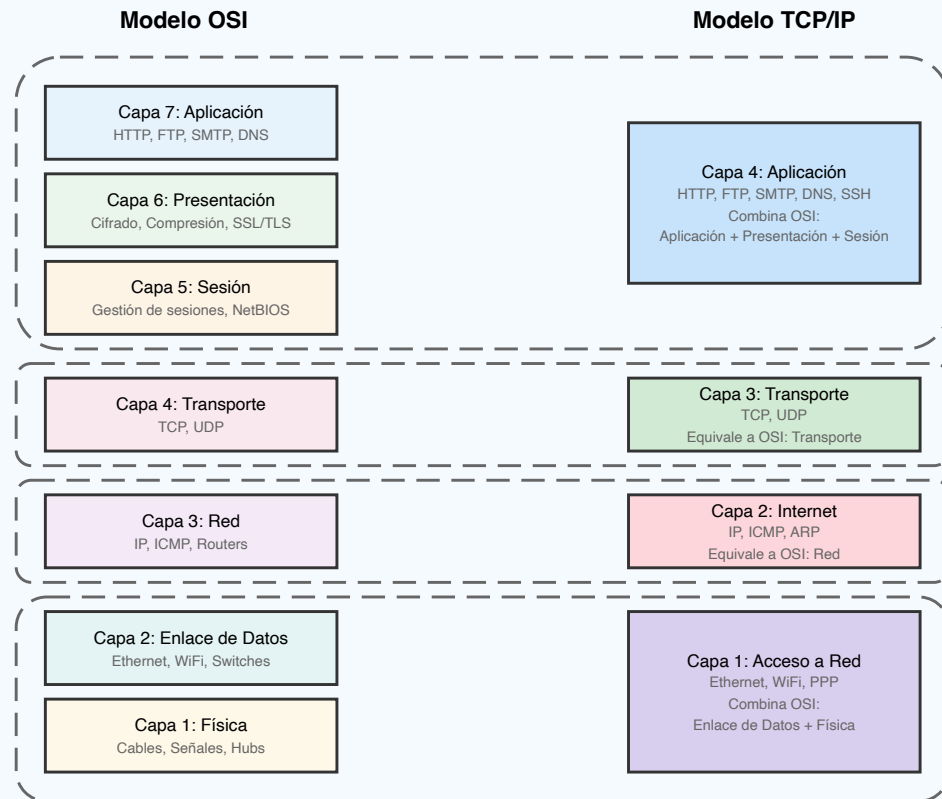 Modelo OSI
Modelo TCP/IP
Capa 7: Aplicación
HTTP, FTP, SMTP, DNS
Capa 6: Presentación
Cifrado, Compresión, SSL/TLS
Capa 5: Sesión
Gestión de sesiones, NetBIOS
Capa 4: Aplicación
HTTP, FTP, SMTP, DNS, SSH
Combina OSI:
Aplicación + Presentación + Sesión
Capa 4: Transporte
TCP, UDP
Capa 3: Transporte
TCP, UDP
Equivale a OSI: Transporte
Capa 3: Red
IP, ICMP, Routers
Capa 2: Internet
IP, ICMP, ARP
Equivale a OSI: Red
Capa 2: Enlace de Datos
Ethernet, WiFi, Switches
Capa 1: Física
Cables, Señales, Hubs
Capa 1: Acceso a Red
Ethernet, WiFi, PPP
Combina OSI:
Enlace de Datos + Física